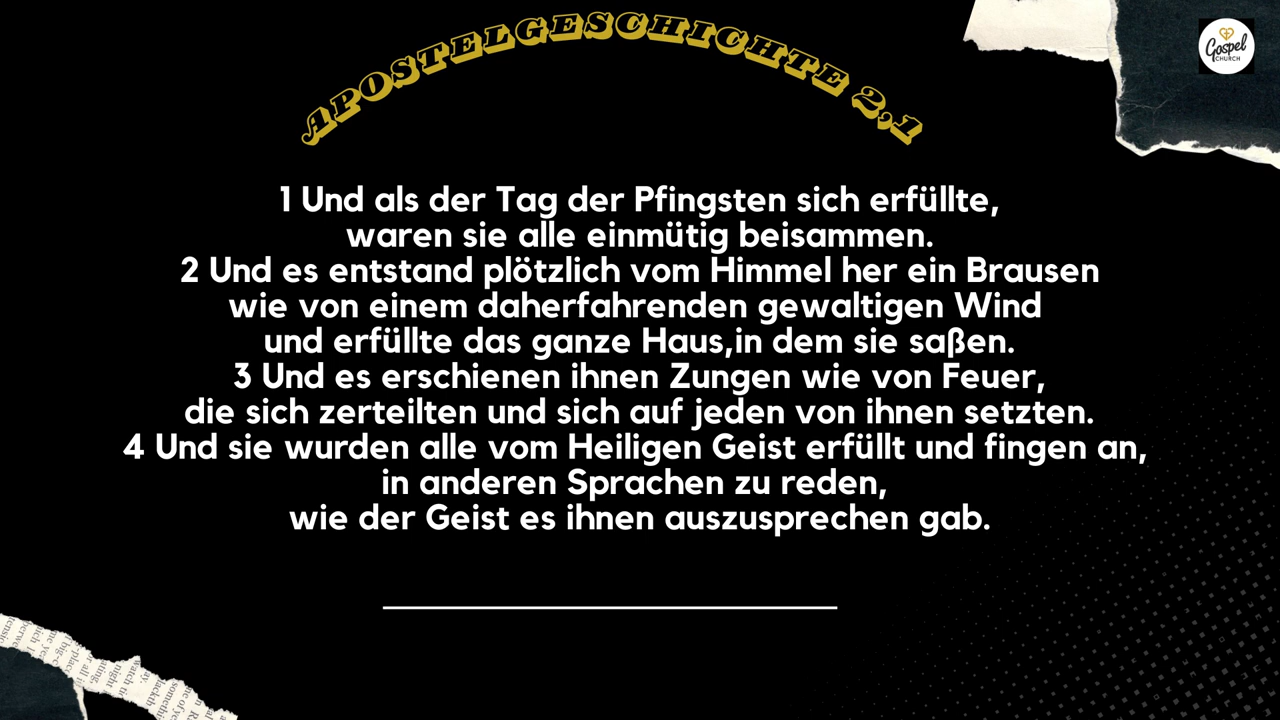 APOSTELGESCHICHTE 2,1
Gospel
CHURCH
1 Und als der Tag der Pfingsten sich erfüllte,
waren sie alle einmütig beisammen.
2 Und es entstand plötzlich vom Himmel her ein Brausen
wie von einem daherfahrenden gewaltigen Wind
und erfüllte das ganze Haus,in dem sie saßen.
3 Und es erschienen ihnen Zungen wie von Feuer,
die sich zerteilten und sich auf jeden von ihnen setzten.
4 Und sie wurden alle vom Heiligen Geist erfüllt und fingen an,
in anderen Sprachen zu reden,
wie der Geist es ihnen auszusprechen gab.